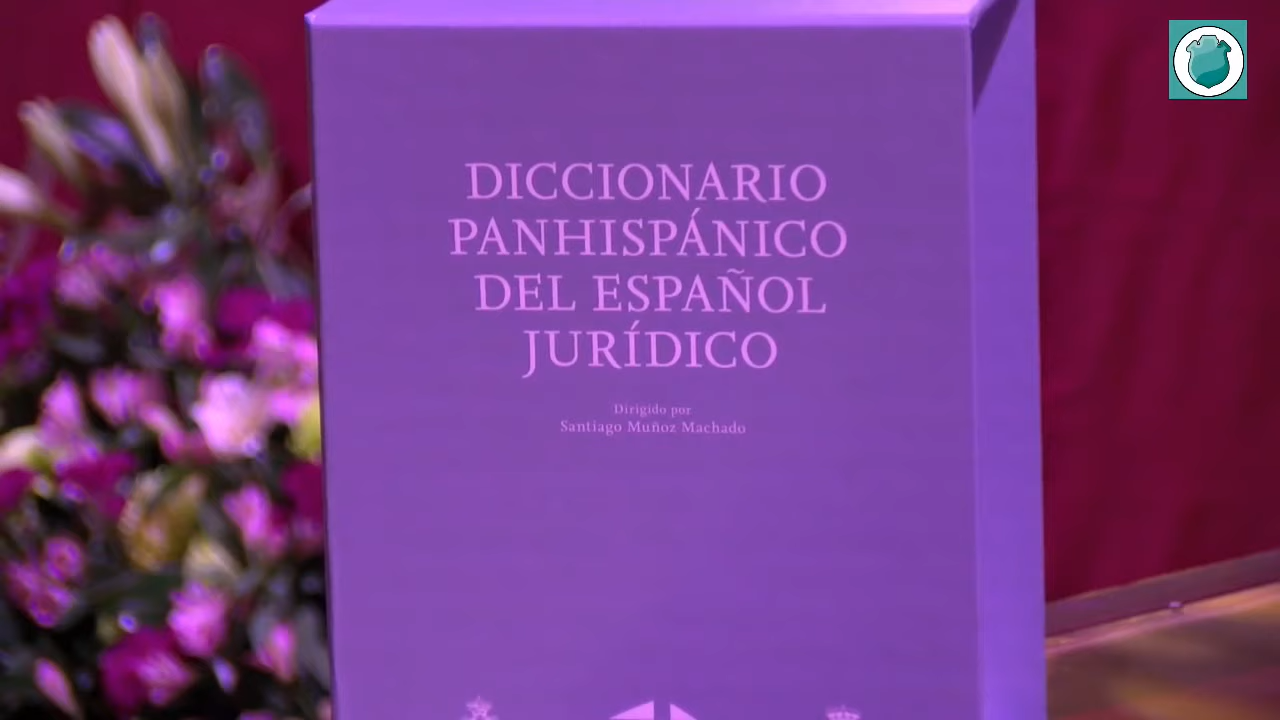 DICCIONARIO
PANHISPÁNICO
DEL ESPAÑOL
JURÍDICO
Dirigido por
Santiago Muñoz Machado